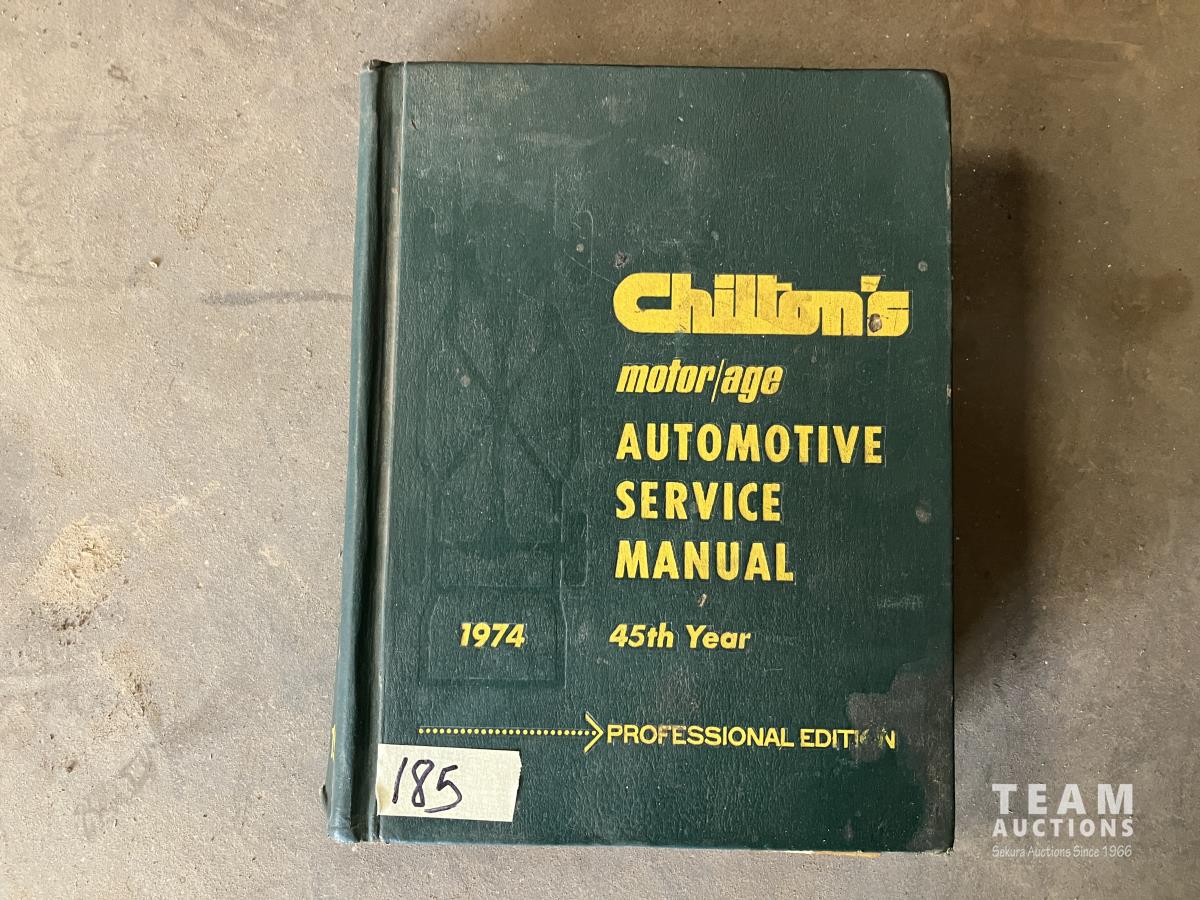 Chilton's
motor/age
AUTOMOTIVE
SERVICE
MANUAL
1974 45th Year
PROFESSIONAL EDITION
185
TEAM
AUCTIONS
Sekura Auctions Since 1966